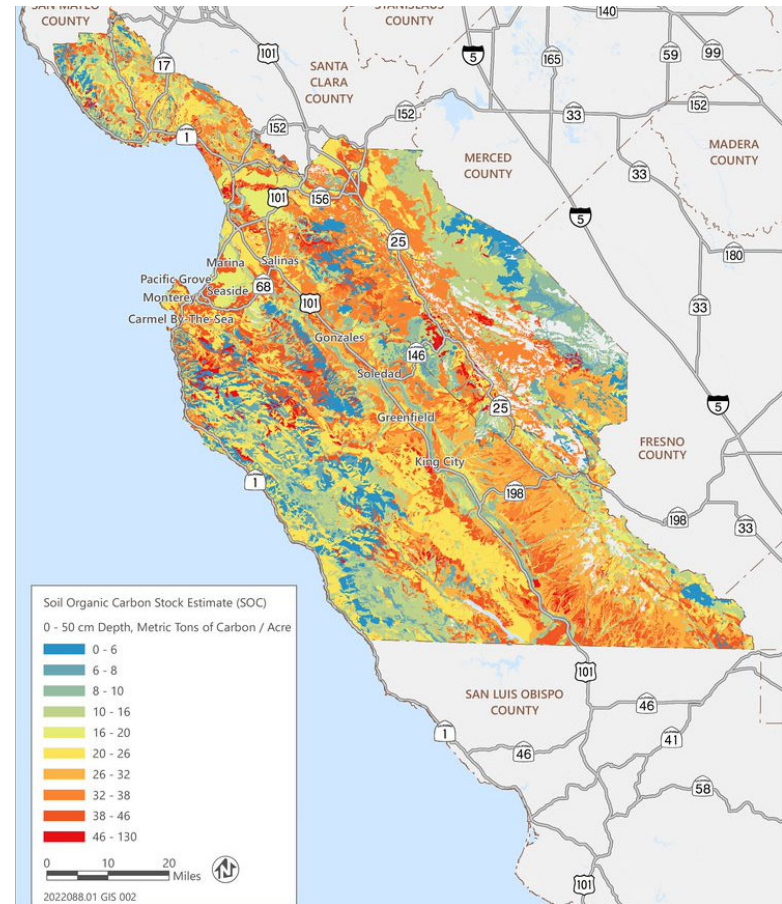 SAN MATEO
COUNTY
STANISLAUS
COUNTY
140
101
17
5
165
59
99
SANTA
CLARA
COUNTY
152
152
33
152
1
MERCED
COUNTY
MADERA
COUNTY
33
101
156
5
25
180
Marina
Salinas
Pacific Grove
Seaside
68
Monterey
101
33
Carmel By-The-Sea
Gonzales
146
Soledad
25
5
Greenfield
FRESNO
COUNTY
King City
1
198
198
33
Soil Organic Carbon Stock Estimate (SOC)
0 - 50 cm Depth, Metric Tons of Carbon / Acre
0 - 6
6 - 8
8 - 10
10 - 16
16 - 20
20 - 26
26 - 32
32 - 38
38 - 46
46 - 130
0 10 20
Miles
N
2022088.01 GIS 002
101
SAN LUIS OBISPO
COUNTY
46
1
46
41
58
101